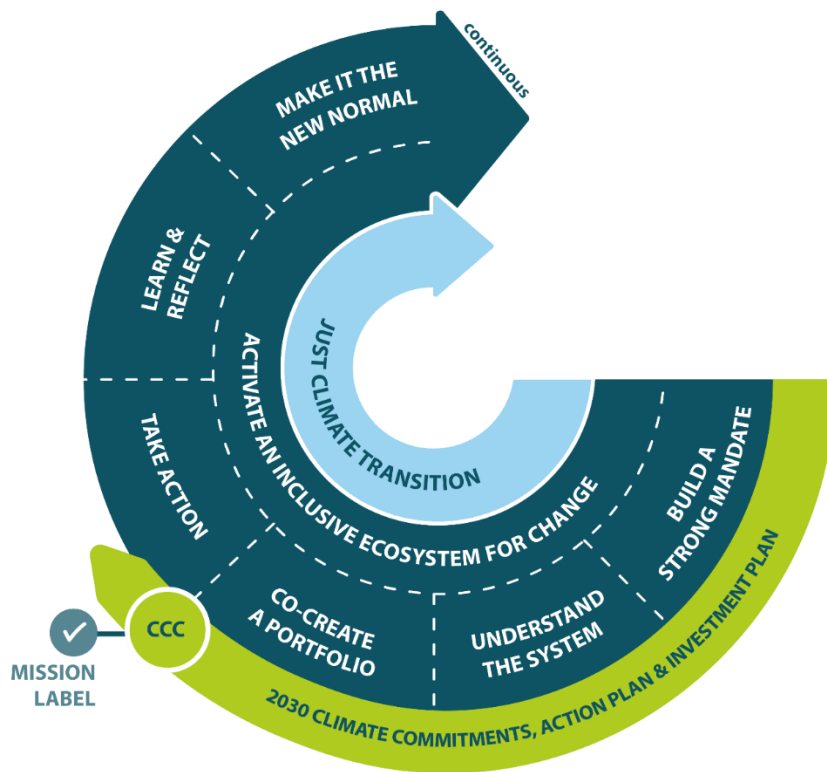 continuous
MAKE IT THE
NEW NORMAL
LEARN &
REFLECT
JUST CLIMATE TRANSITION
ACTIVATE AN INCLUSIVE ECOSYSTEM FOR CHANGE
TAKE ACTION
BUILD A
STRONG MANDATE
CO-CREATE
A PORTFOLIO
UNDERSTAND
THE SYSTEM
CCC
MISSION
LABEL
2030 CLIMATE COMMITMENTS, ACTION PLAN & INVESTMENT PLAN